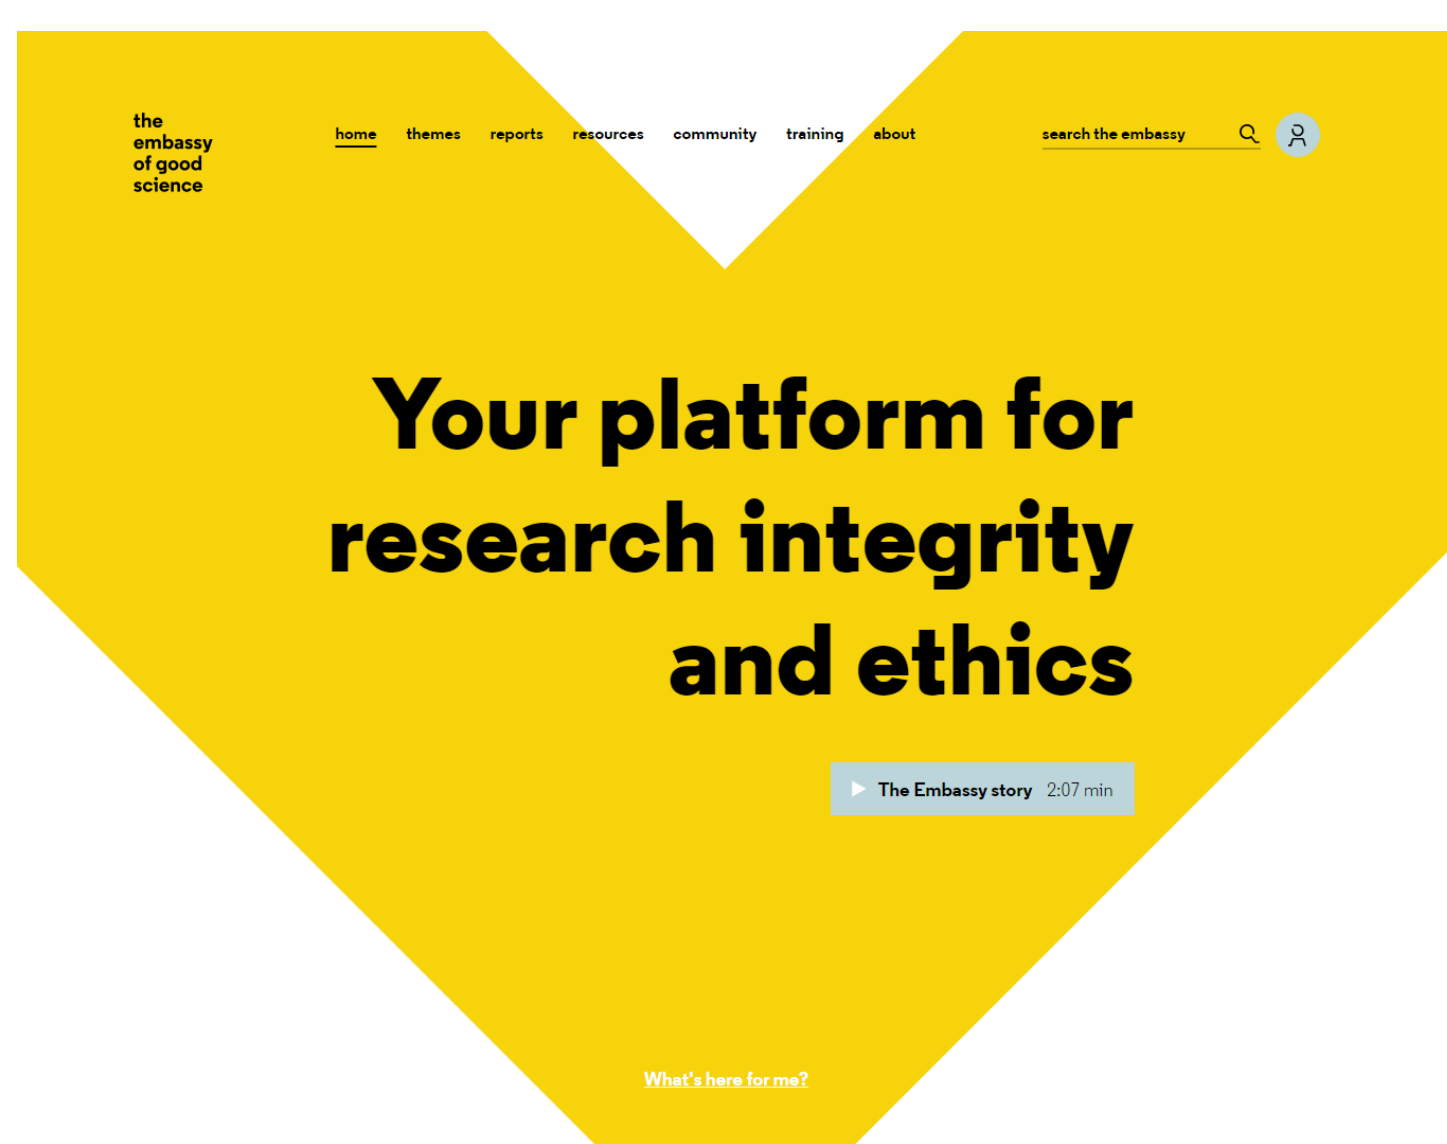 the
embassy
of good
science
home themes reports resources community training about
search the embassy
Your platform for
research integrity
and ethics
The Embassy story 2:07 min
What's here for me?